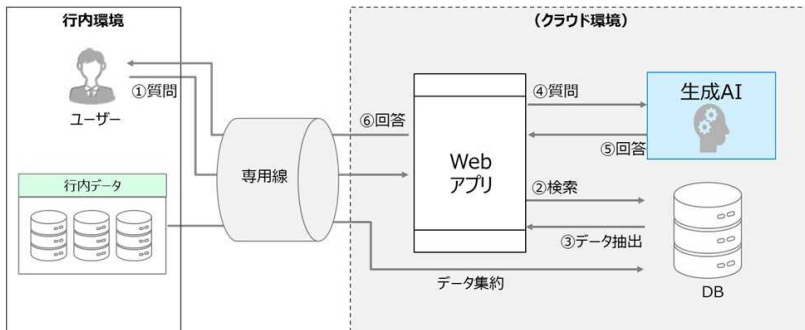 行内環境
(クラウド環境)
①質問
ユーザー
行内データ
専用線
⑥回答
Web
アプリ
④質問
生成AI
⑤回答
②検索
③データ抽出
データ集約
DB